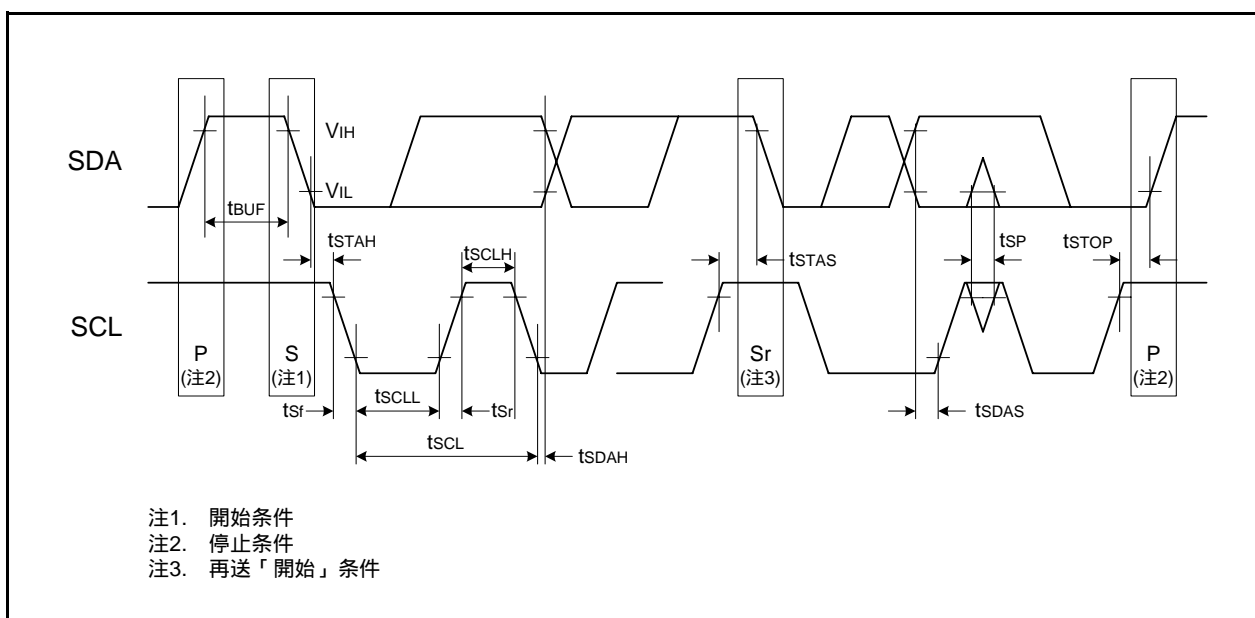 VIH
SDA
VIL
tBUF
tSTAH
tSCLH
tSTAS
tSP
tSTOP
SCL
P
(注2)
S
(注1)
Sr
(注3)
P
(注2)
tSf
tSCLL
tSr
tSDAS
tSCL
tSDAH
注1. 開始条件
注2. 停止条件
注3. 再送「開始」条件